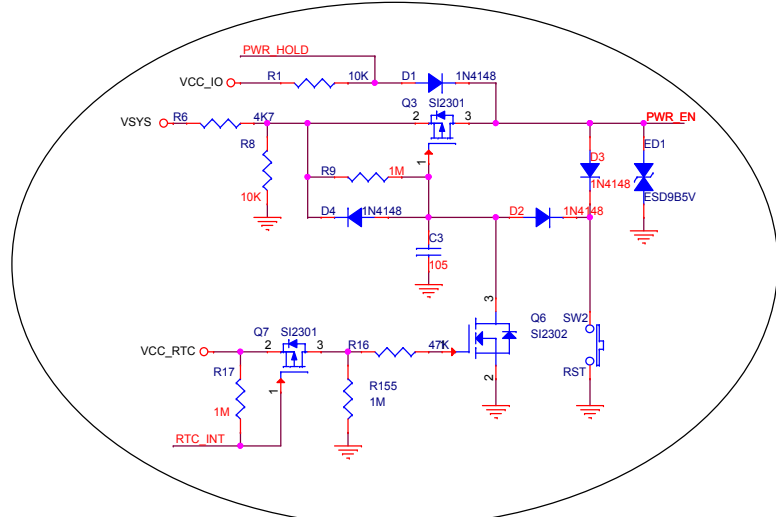 PWR_HOLD
VCC_IO R1 10K D1 1N4148
Q3 SI2301
VSYS R6 4K7 2 3 PWR_EN
R8 ED1
1 D3
R9 1M 1N4148
10K ESD9B5V
D4 1N4148 D2 1N4148
C3
105
3
Q7 SI2301 Q6 SW2
R16 47K 1 SI2302
VCC_RTC 2 3
R17 2 RST
1 R155
1M 1M
RTC_INT